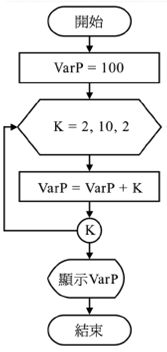 開始
VarP = 100
K = 2, 10, 2
VarP = VarP + K
K
顯示VarP
結束